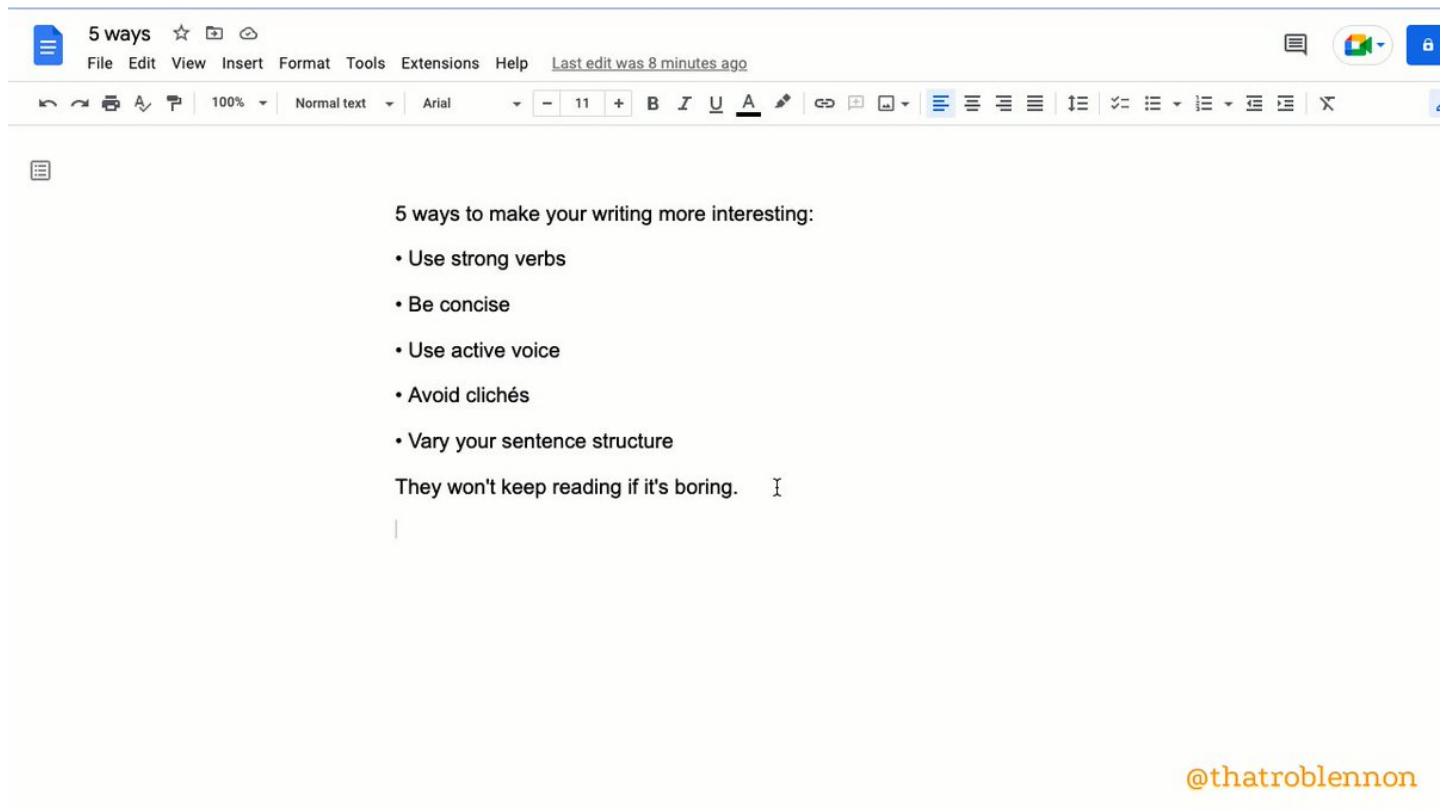 5 ways
File Edit View Insert Format Tools Extensions Help Last edit was 8 minutes ago
100% Normal text Arial - 11 + B I U A
5 ways to make your writing more interesting:
• Use strong verbs
• Be concise
• Use active voice
• Avoid clichés
• Vary your sentence structure
They won't keep reading if it's boring.
@thatroblennon